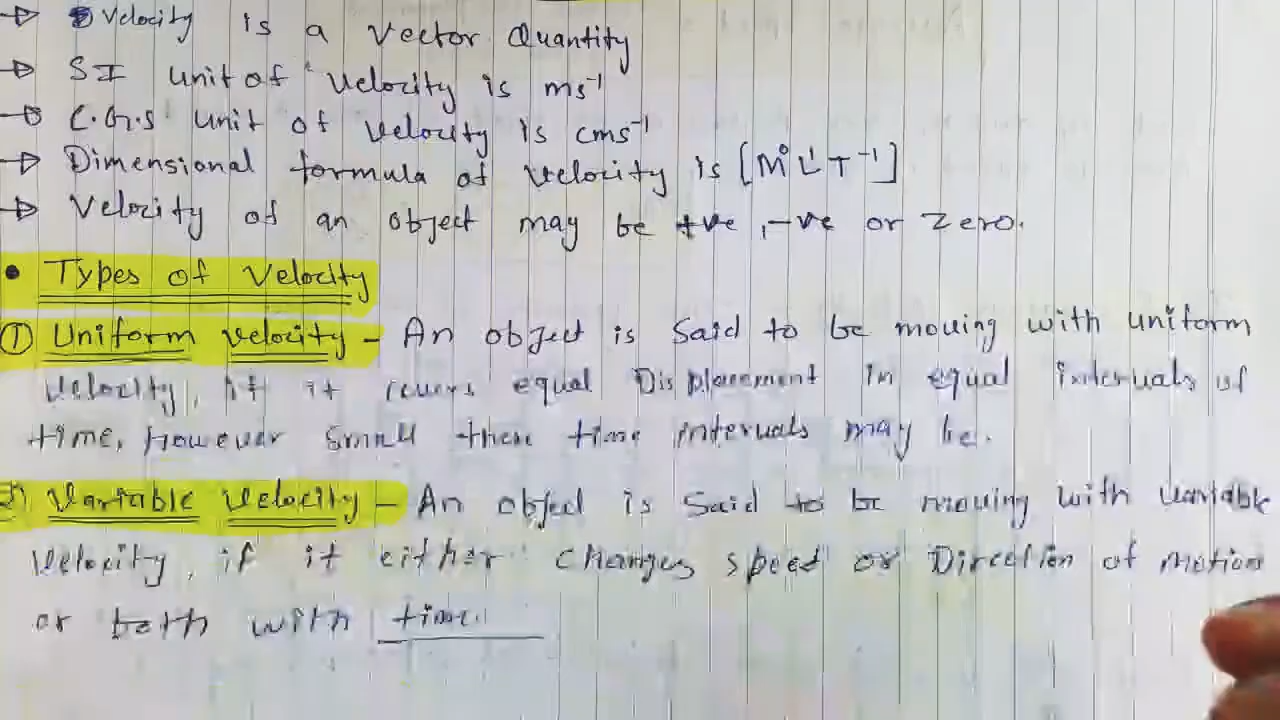 → Velocity is a Vector Quantity
→ SI unit of velocity is ms⁻¹
→ C.G.S unit of velocity is cms⁻¹
→ Dimensional formula of velocity is [M⁰L¹T⁻¹]
→ Velocity of an object may be +ve, -ve or Zero.
• Types of Velocity
① Uniform velocity - An object is Said to be moving with uniform
velocity, if it covers equal Displacement in equal intervals of
time, however small these time intervals may be.
2) Variable velocity - An object is Said to be moving with variable
velocity, if it either changes speed or Direction of motion
or both with time.